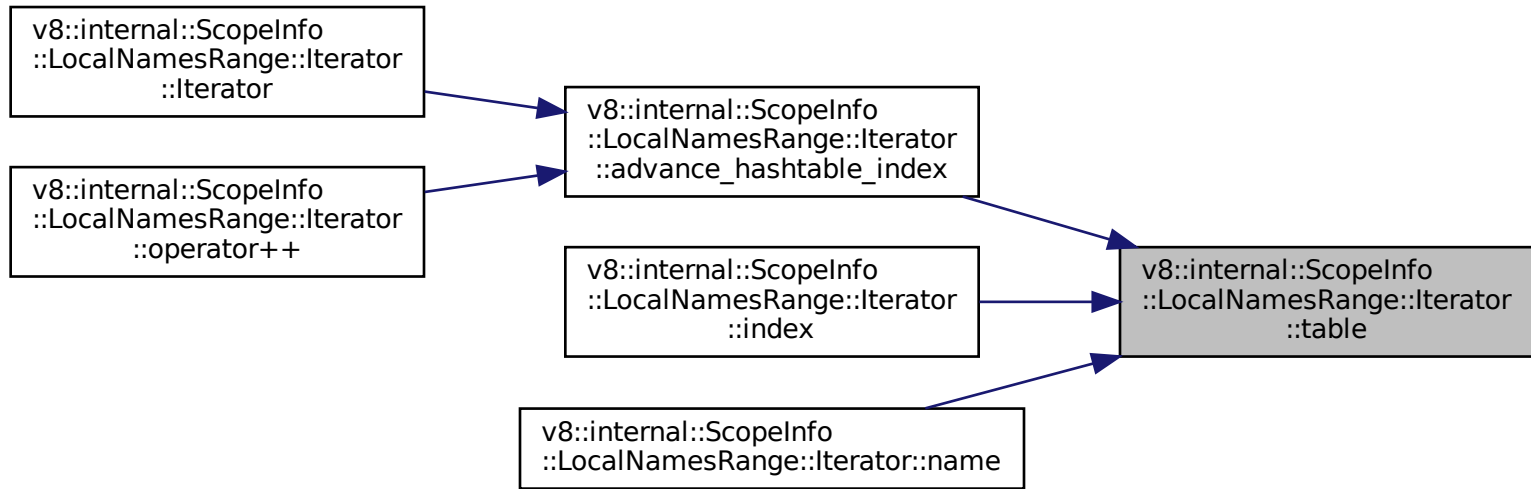 v8::internal::ScopeInfo
::LocalNamesRange::Iterator
::Iterator
v8::internal::ScopeInfo
::LocalNamesRange::Iterator
::operator++
v8::internal::ScopeInfo
::LocalNamesRange::Iterator
::advance_hashtable_index
v8::internal::ScopeInfo
::LocalNamesRange::Iterator
::index
v8::internal::ScopeInfo
::LocalNamesRange::Iterator::name
v8::internal::ScopeInfo
::LocalNamesRange::Iterator
::table